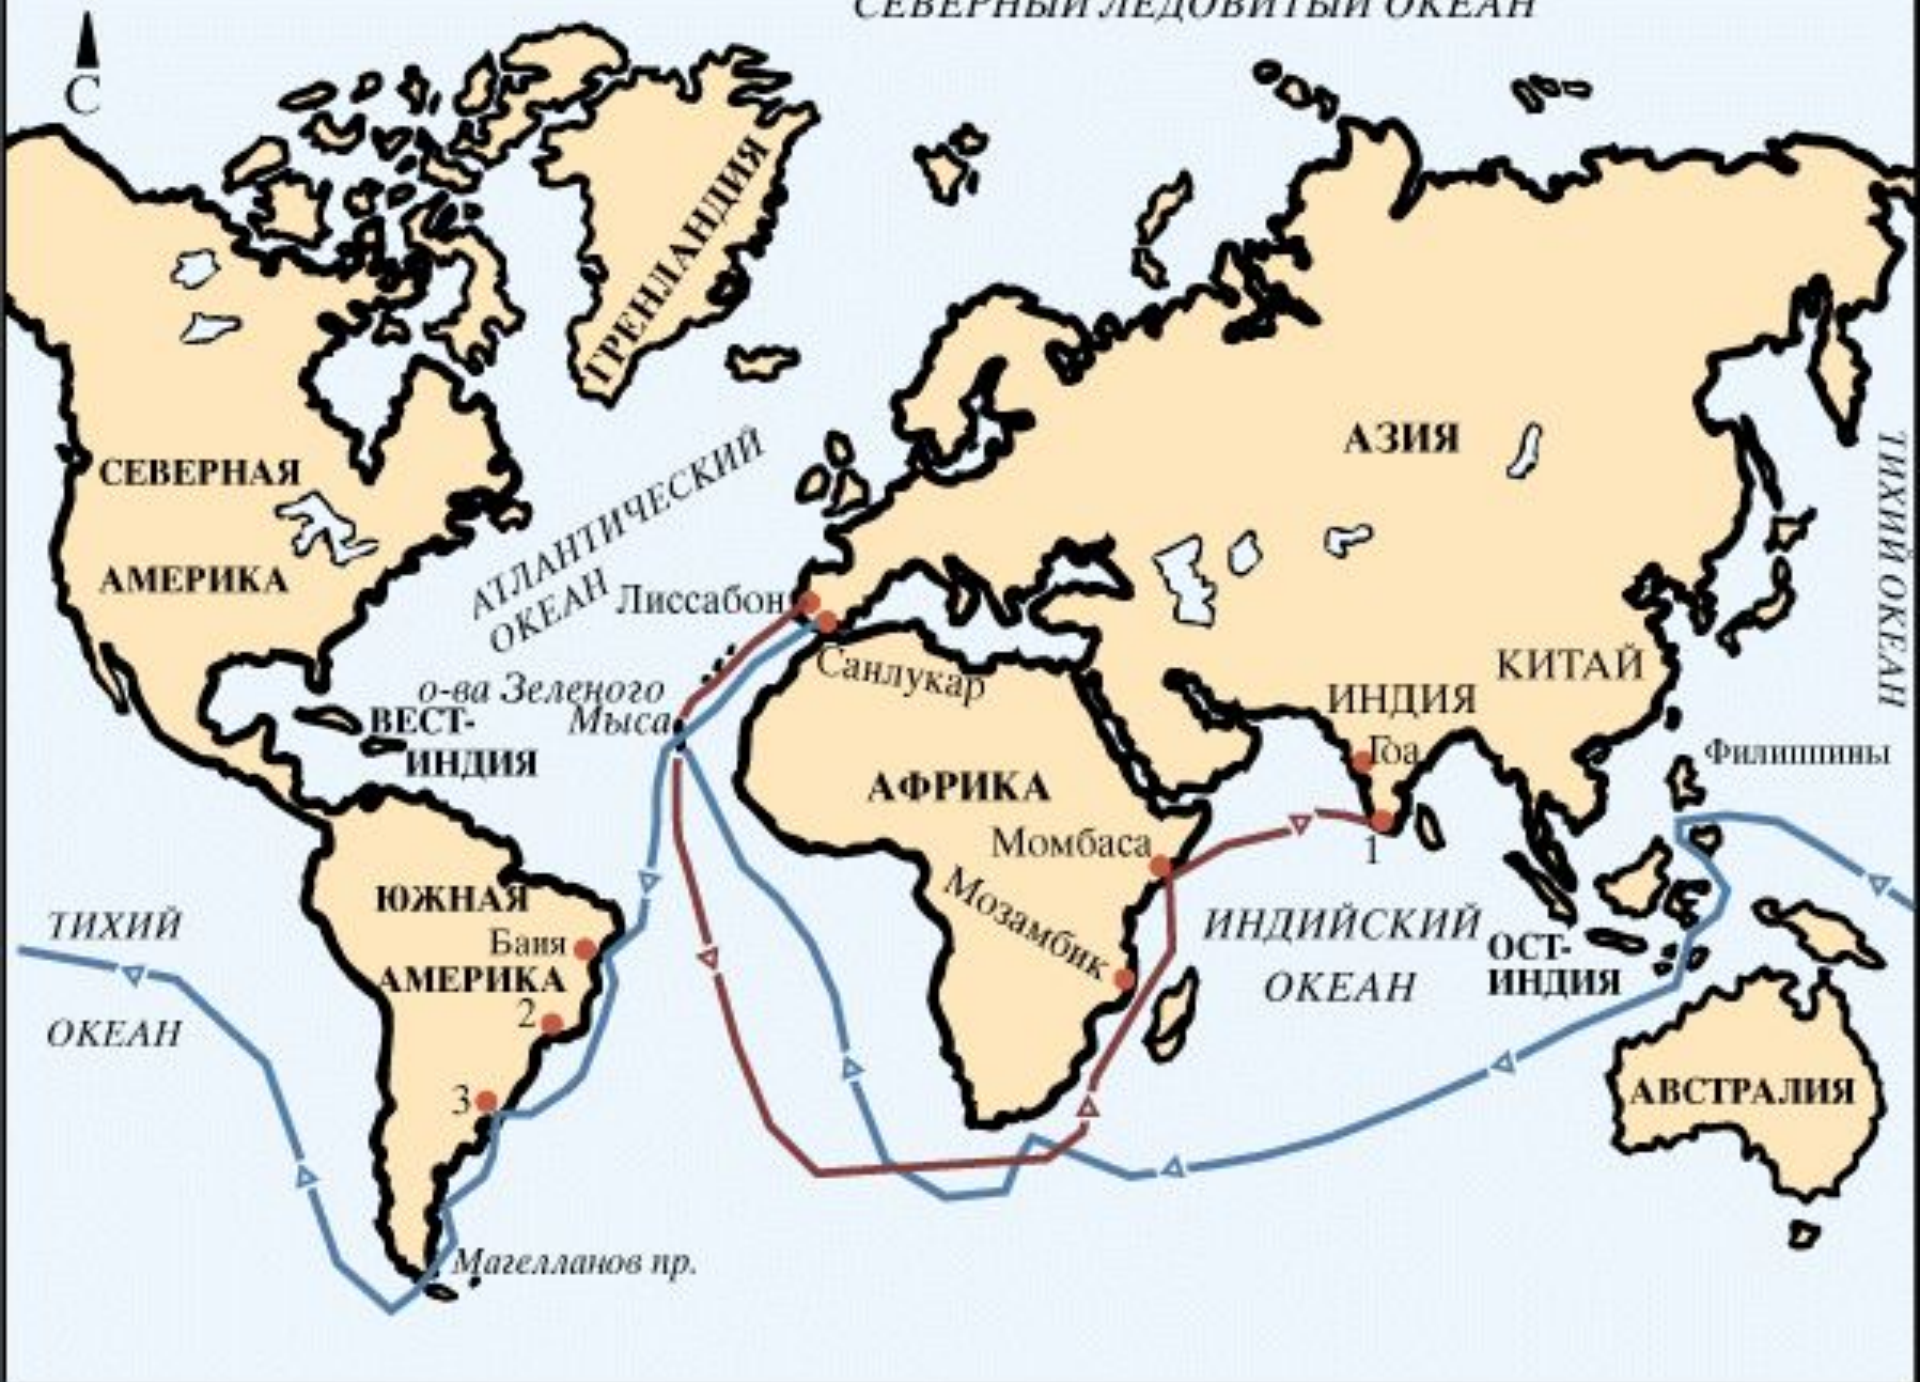 СЕВЕРНЫЙ ЛЕДОВИТЫЙ ОКЕАН
С
ГРЕНЛАНДИЯ
СЕВЕРНАЯ
АМЕРИКА
АТЛАНТИЧЕСКИЙ
ОКЕАН
АЗИЯ
ТИХИЙ ОКЕАН
Лиссабон
Санлукар
о-ва Зеленого
Мыса
ВЕСТ-
ИНДИЯ
КИТАЙ
ИНДИЯ
Гоа
Филиппины
АФРИКА
Момбаса
1
Мозамбик
ЮЖНАЯ
Баия
АМЕРИКА
2
3
ТИХИЙ
ОКЕАН
ИНДИЙСКИЙ
ОКЕАН
ОСТ-
ИНДИЯ
АВСТРАЛИЯ
Магелланов пр.